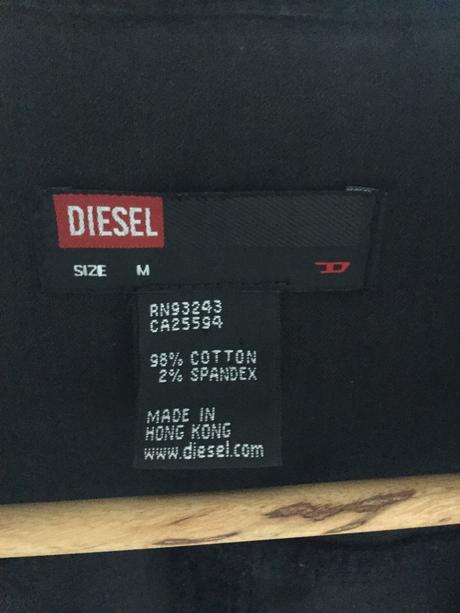 DIESEL
SIZE M
RN93243
CA25594
98% COTTON
2% SPANDEX
MADE IN
HONG KONG
www.diesel.com